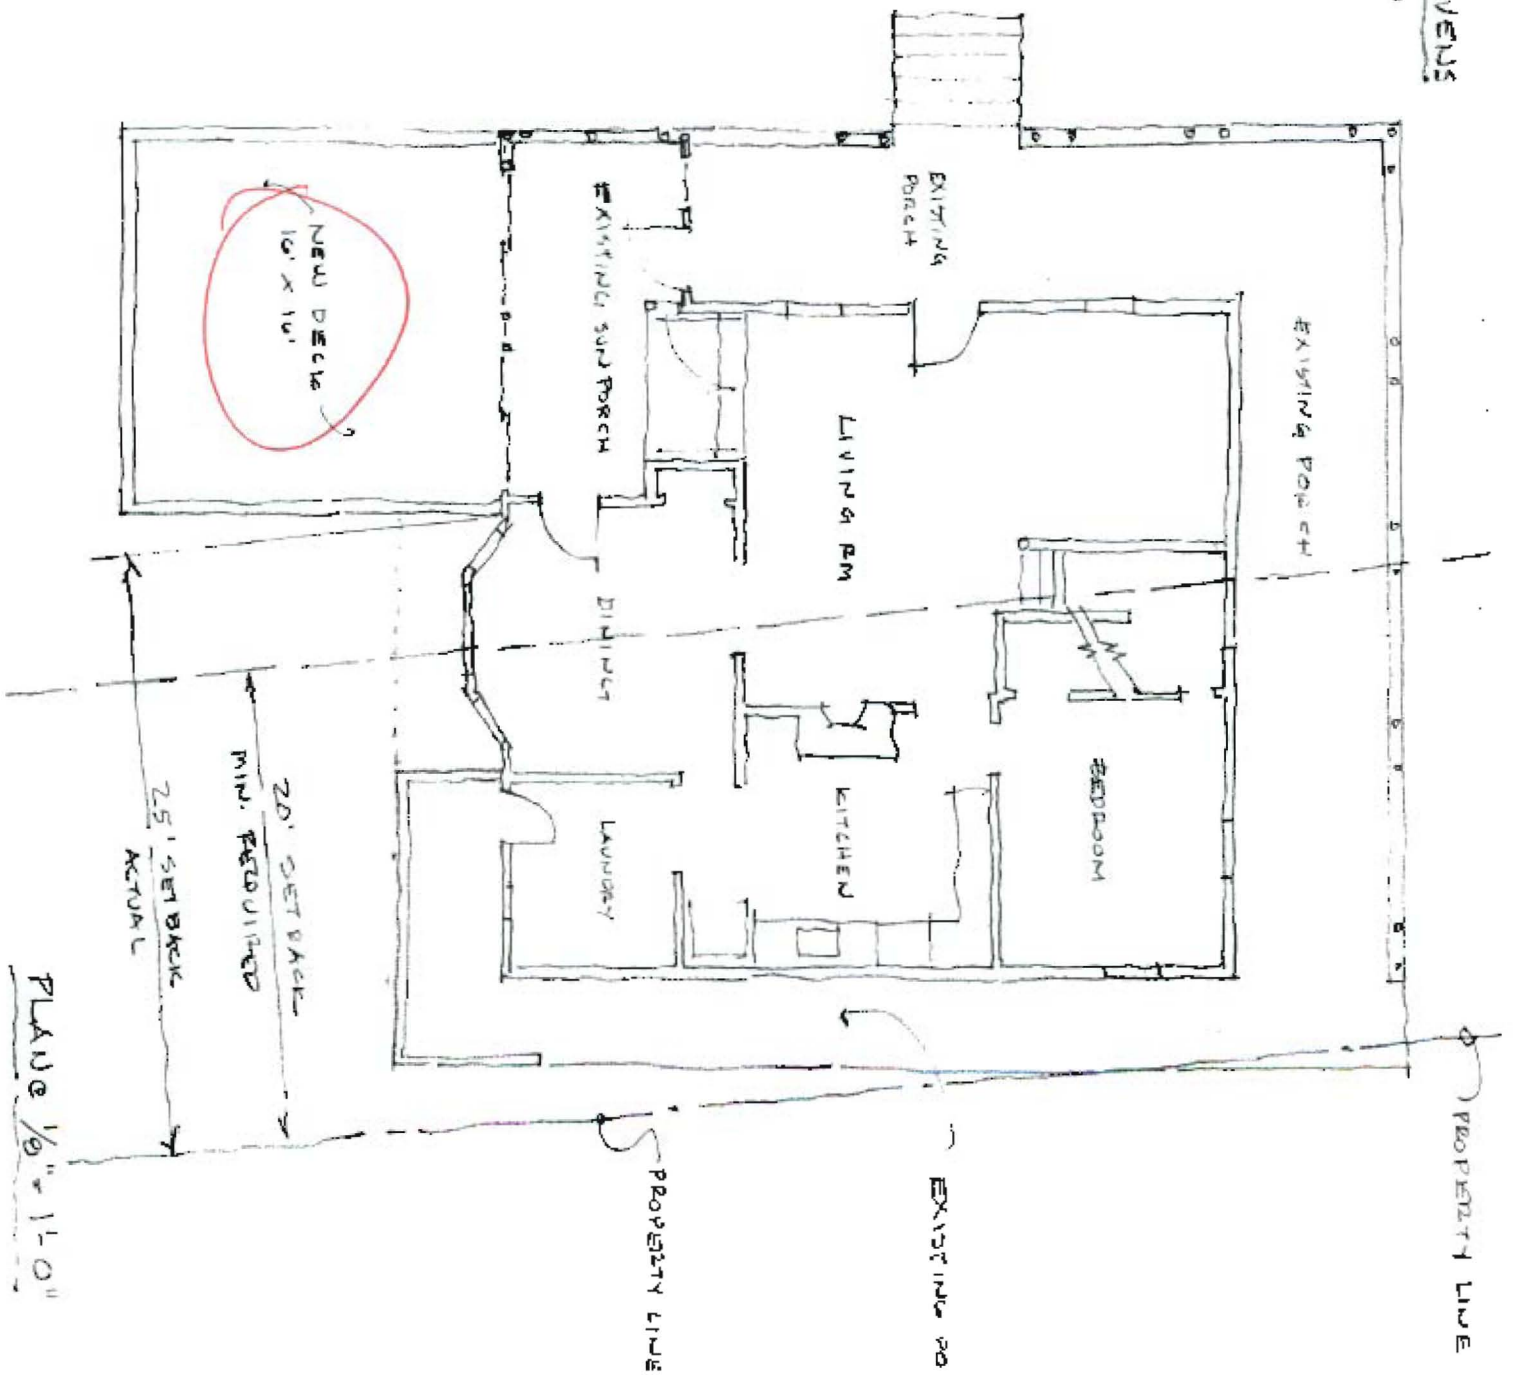 VENS
EXISTING PORCH
EXISTING
PORCH
EXISTING SUNPORCH
NEW DECK
16' X 16'
LIVING RM
DINING
BEDROOM
KITCHEN
LAUNDRY
20' SETBACK
MIN. REQUIRED
25' SETBACK
ACTUAL
PROPERTY LINE
EXISTING PO
PROPERTY LINE
PLAN @ 1/8" = 1'-0"